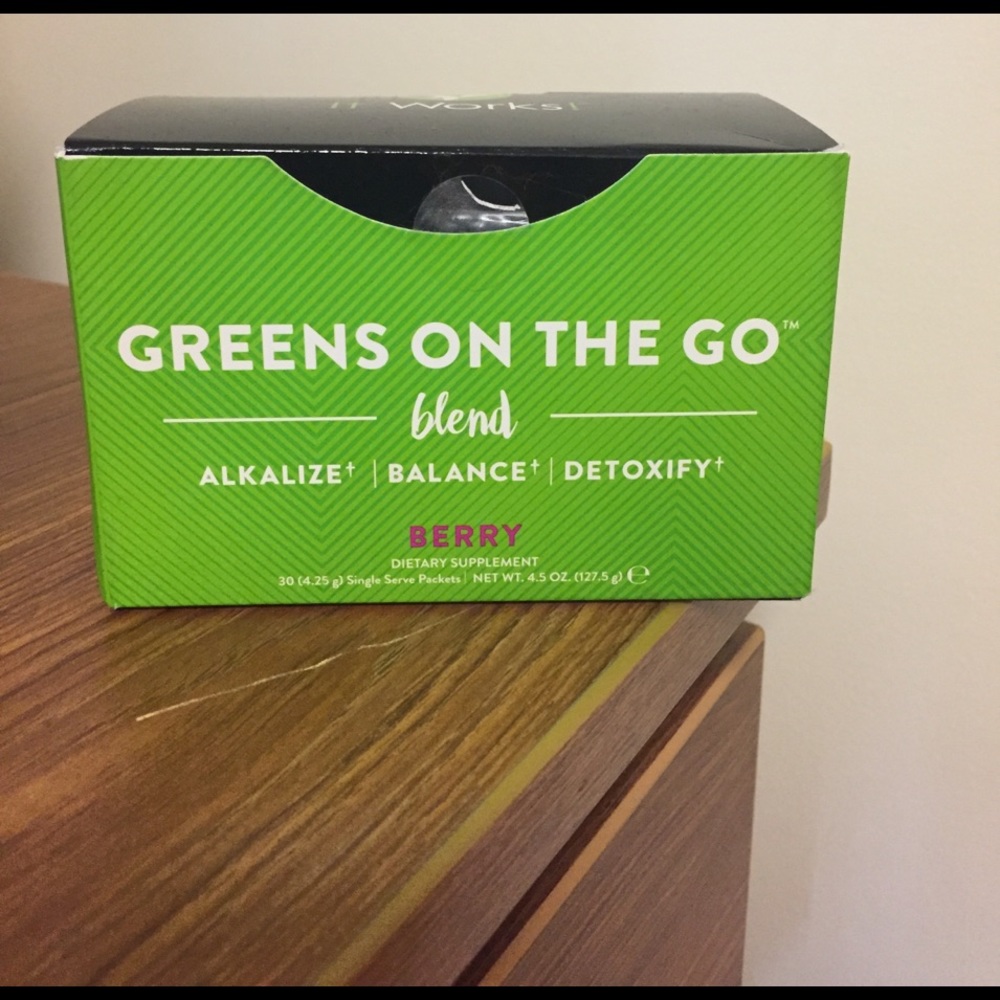 It Works!
GREENS ON THE GO™
blend
ALKALIZE† | BALANCE† | DETOXIFY†
BERRY
DIETARY SUPPLEMENT
30 (4.25 g) Single Serve Packets | NET WT. 4.5 OZ. (127.5 g) ℮